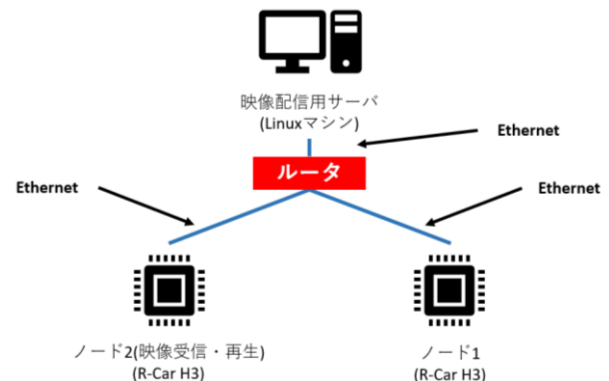 映像配信用サーバ
(Linuxマシン)
Ethernet
ルータ
Ethernet
Ethernet
ノード2(映像受信・再生)
(R-Car H3)
ノード1
(R-Car H3)